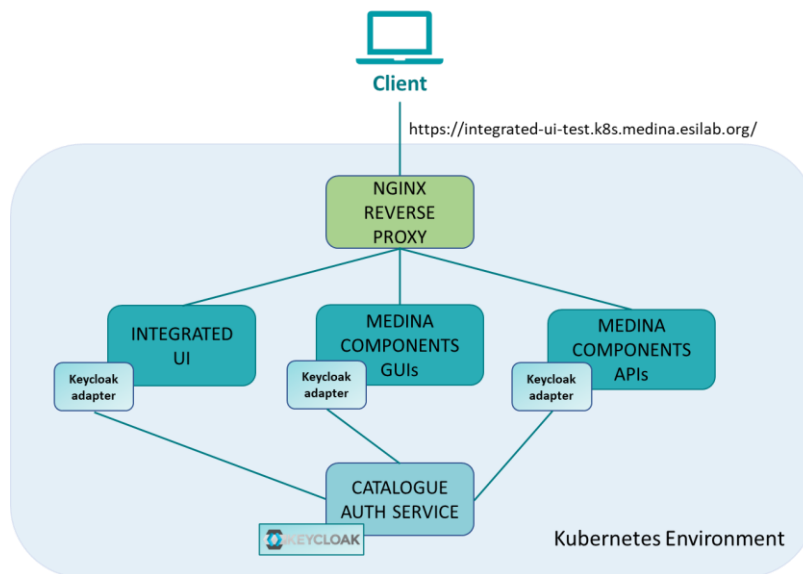 Client
https://integrated-ui-test.k8s.medina.esilab.org/
NGINX
REVERSE
PROXY
INTEGRATED
UI
Keycloak
adapter
MEDINA
COMPONENTS
GUIs
Keycloak
adapter
MEDINA
COMPONENTS
APIs
Keycloak
adapter
CATALOGUE
AUTH SERVICE
KEYCLOAK
Kubernetes Environment